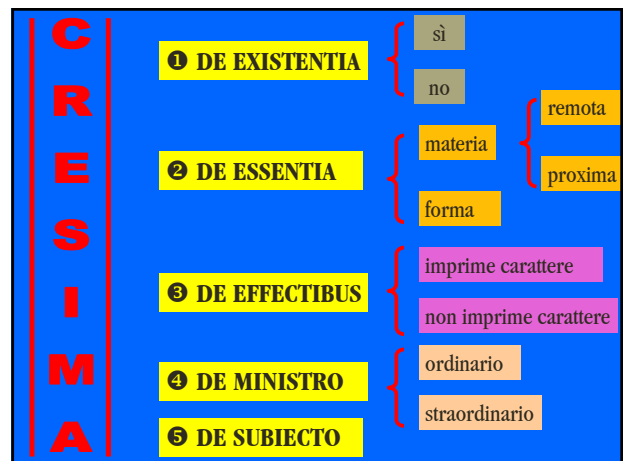 CRESIMA
❶ DE EXISTENTIA
sì
no
❷ DE ESSENTIA
materia
remota
proxima
forma
❸ DE EFFECTIBUS
imprime carattere
non imprime carattere
❹ DE MINISTRO
ordinario
straordinario
❺ DE SUBIECTO